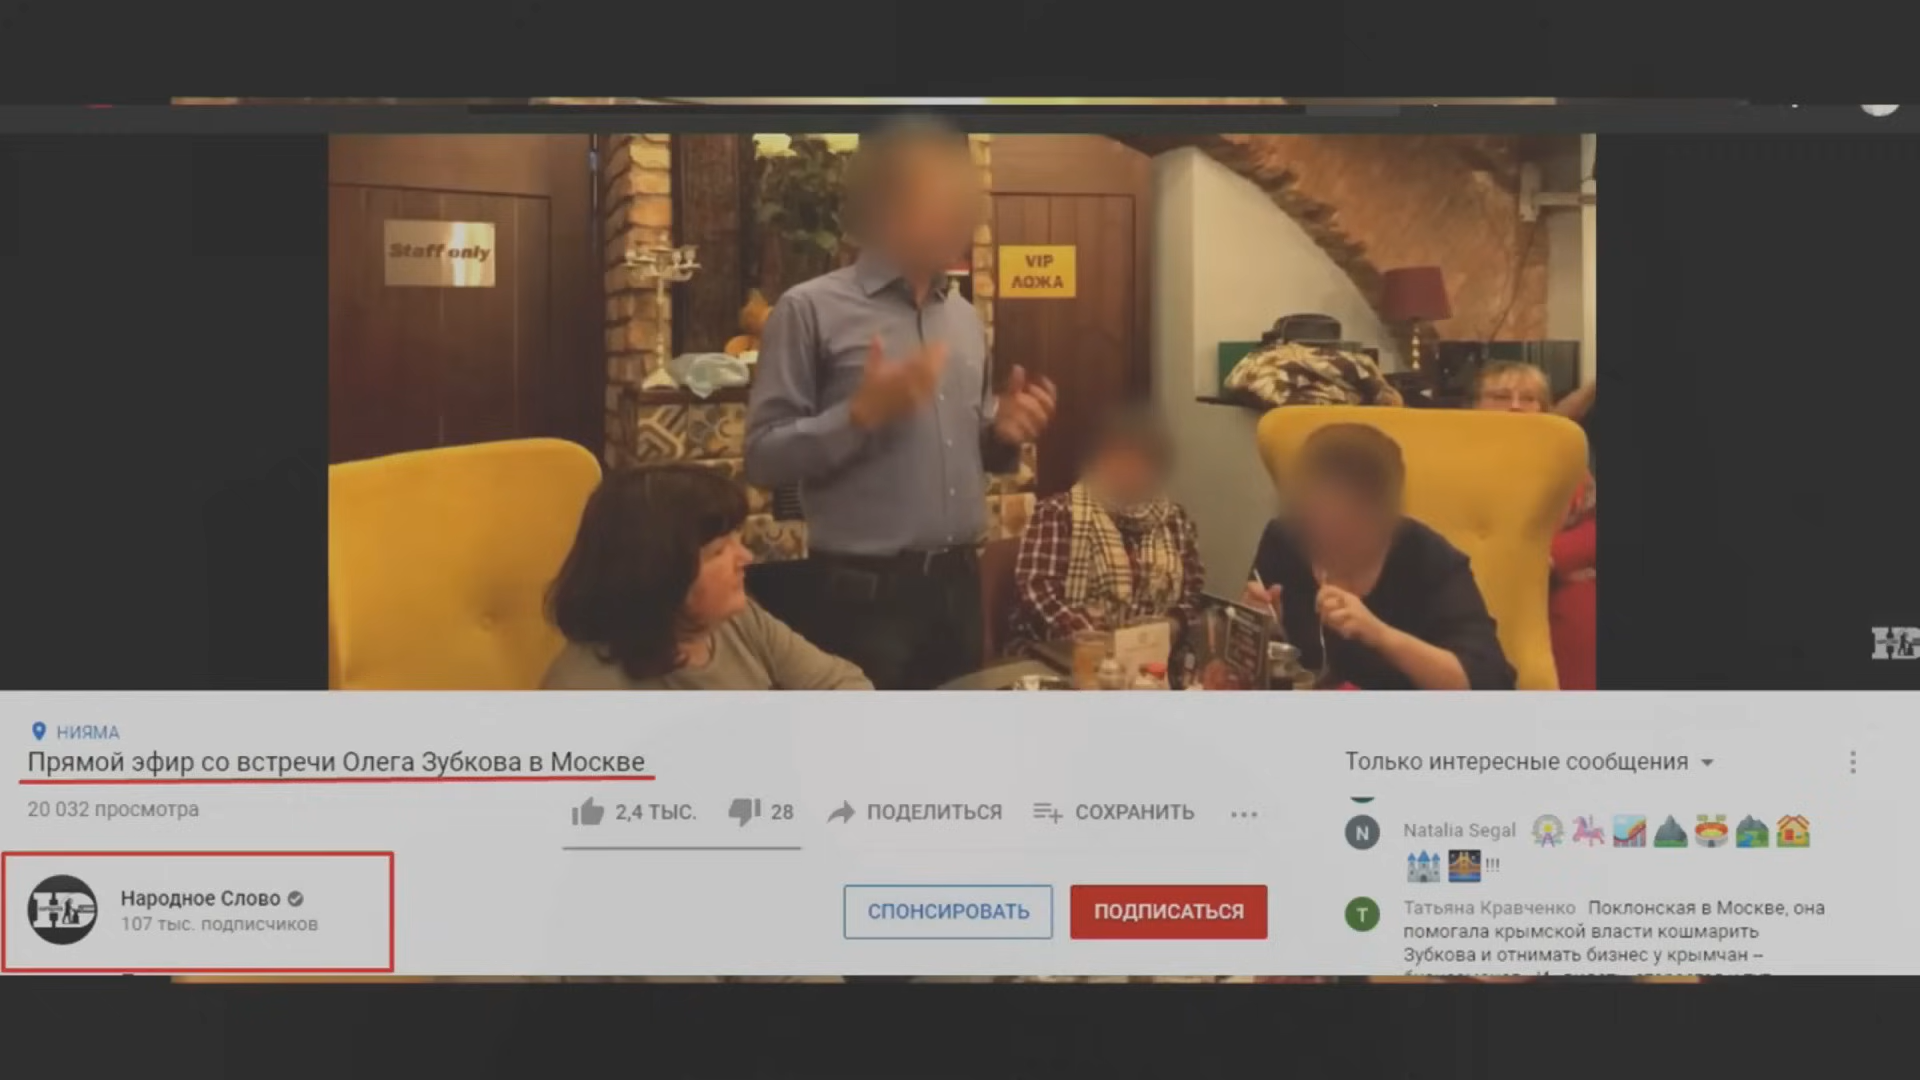 Staff only
VIP
ЛОЖА
НИЯМА
Прямой эфир со встречи Олега Зубкова в Москве
20 032 просмотра
2,4 ТЫС.
28
ПОДЕЛИТЬСЯ
СОХРАНИТЬ
Народное Слово
107 тыс. подписчиков
СПОНСИРОВАТЬ
ПОДПИСАТЬСЯ
Только интересные сообщения
N
Natalia Segal
!!!
Т
Татьяна Кравченко Поклонская в Москве, она
помогала крымской власти кошмарить
Зубкова и отнимать бизнес у крымчан –